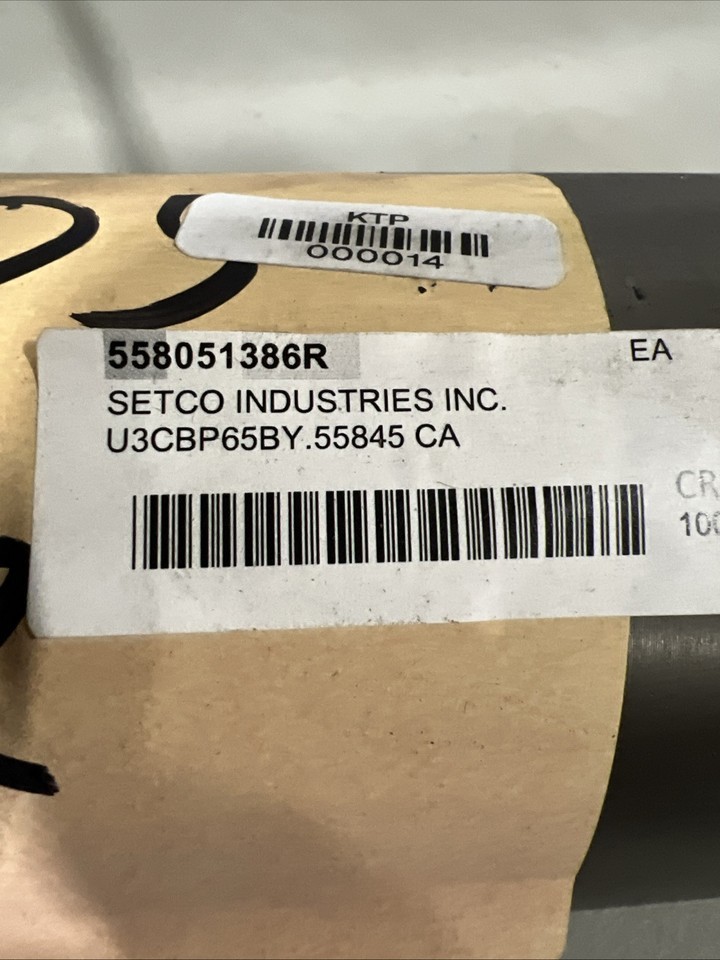 KTP
000014
558051386R EA
SETCO INDUSTRIES INC.
U3CBP65BY.55845 CA